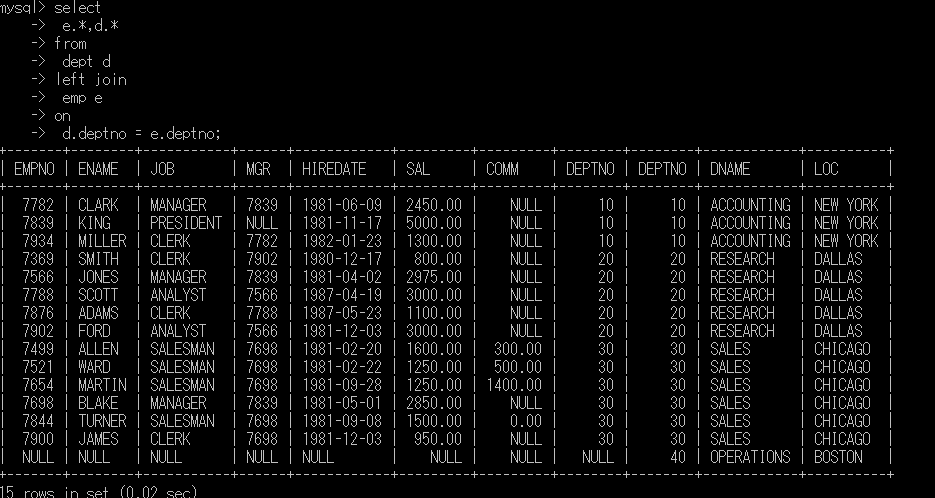 mysql> select
    -> e.*,d.*
    -> from
    -> dept d
    -> left join
    -> emp e
    -> on
    -> d.deptno = e.deptno;
+-------+--------+-----------+------+------------+---------+---------+--------+--------+------------+----------+
| EMPNO | ENAME | JOB | MGR | HIREDATE | SAL | COMM | DEPTNO | DEPTNO | DNAME | LOC |
+-------+--------+-----------+------+------------+---------+---------+--------+--------+------------+----------+
| 7782 | CLARK | MANAGER | 7839 | 1981-06-09 | 2450.00 | NULL | 10 | 10 | ACCOUNTING | NEW YORK |
| 7839 | KING | PRESIDENT | NULL | 1981-11-17 | 5000.00 | NULL | 10 | 10 | ACCOUNTING | NEW YORK |
| 7934 | MILLER | CLERK | 7782 | 1982-01-23 | 1300.00 | NULL | 10 | 10 | ACCOUNTING | NEW YORK |
| 7369 | SMITH | CLERK | 7902 | 1980-12-17 | 800.00 | NULL | 20 | 20 | RESEARCH | DALLAS |
| 7566 | JONES | MANAGER | 7839 | 1981-04-02 | 2975.00 | NULL | 20 | 20 | RESEARCH | DALLAS |
| 7788 | SCOTT | ANALYST | 7566 | 1987-04-19 | 3000.00 | NULL | 20 | 20 | RESEARCH | DALLAS |
| 7876 | ADAMS | CLERK | 7788 | 1987-05-23 | 1100.00 | NULL | 20 | 20 | RESEARCH | DALLAS |
| 7902 | FORD | ANALYST | 7566 | 1981-12-03 | 3000.00 | NULL | 20 | 20 | RESEARCH | DALLAS |
| 7499 | ALLEN | SALESMAN | 7698 | 1981-02-20 | 1600.00 | 300.00 | 30 | 30 | SALES | CHICAGO |
| 7521 | WARD | SALESMAN | 7698 | 1981-02-22 | 1250.00 | 500.00 | 30 | 30 | SALES | CHICAGO |
| 7654 | MARTIN | SALESMAN | 7698 | 1981-09-28 | 1250.00 | 1400.00 | 30 | 30 | SALES | CHICAGO |
| 7698 | BLAKE | MANAGER | 7839 | 1981-05-01 | 2850.00 | NULL | 30 | 30 | SALES | CHICAGO |
| 7844 | TURNER | SALESMAN | 7698 | 1981-09-08 | 1500.00 | 0.00 | 30 | 30 | SALES | CHICAGO |
| 7900 | JAMES | CLERK | 7698 | 1981-12-03 | 950.00 | NULL | 30 | 30 | SALES | CHICAGO |
| NULL | NULL | NULL | NULL | NULL | NULL | NULL | NULL | 40 | OPERATIONS | BOSTON |
+-------+--------+-----------+------+------------+---------+---------+--------+--------+------------+----------+
15 rows in set (0.02 sec)